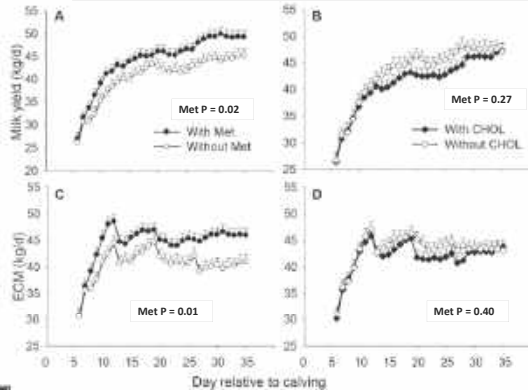 A
B
55
50
45
40
35
30
25
20
Milk yield (kg/d)
Met P = 0.02
With Met
Without Met
55
50
45
40
35
30
25
Met P = 0.27
With CHOL
Without CHOL
C
D
55
50
45
40
35
30
25
ECM (kg/d)
Met P = 0.01
0 5 10 15 20 25 30 35
55
50
45
40
35
30
25
Met P = 0.40
0 5 10 15 20 25 30 35
Day relative to calving